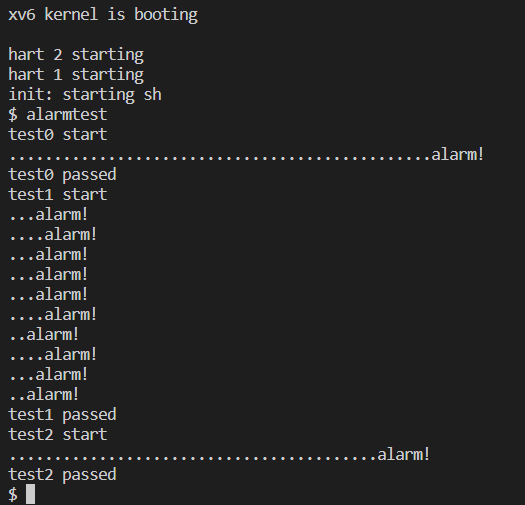 xv6 kernel is booting
hart 2 starting
hart 1 starting
init: starting sh
$ alarmtest
test0 start
...............................................alarm!
test0 passed
test1 start
...alarm!
....alarm!
...alarm!
...alarm!
...alarm!
....alarm!
..alarm!
....alarm!
...alarm!
..alarm!
test1 passed
test2 start
.........................................alarm!
test2 passed
$